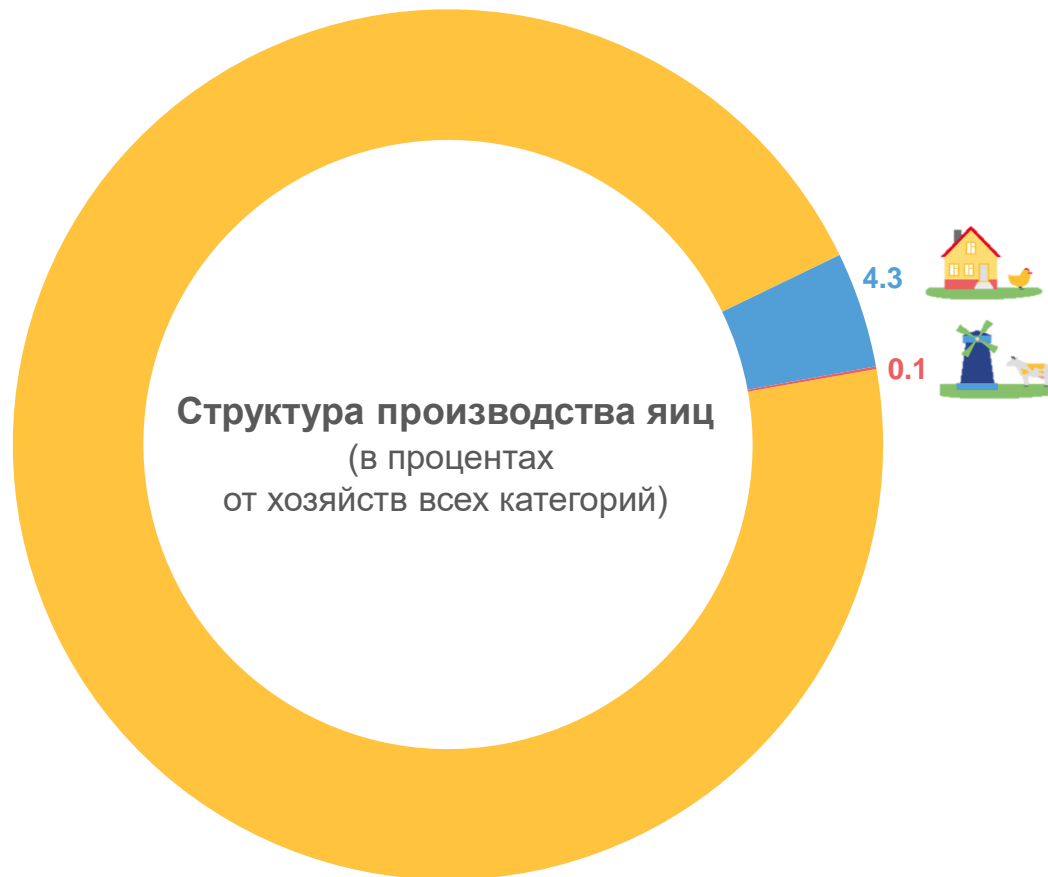 4.3
0.1
Структура производства яиц
(в процентах
от хозяйств всех категорий)